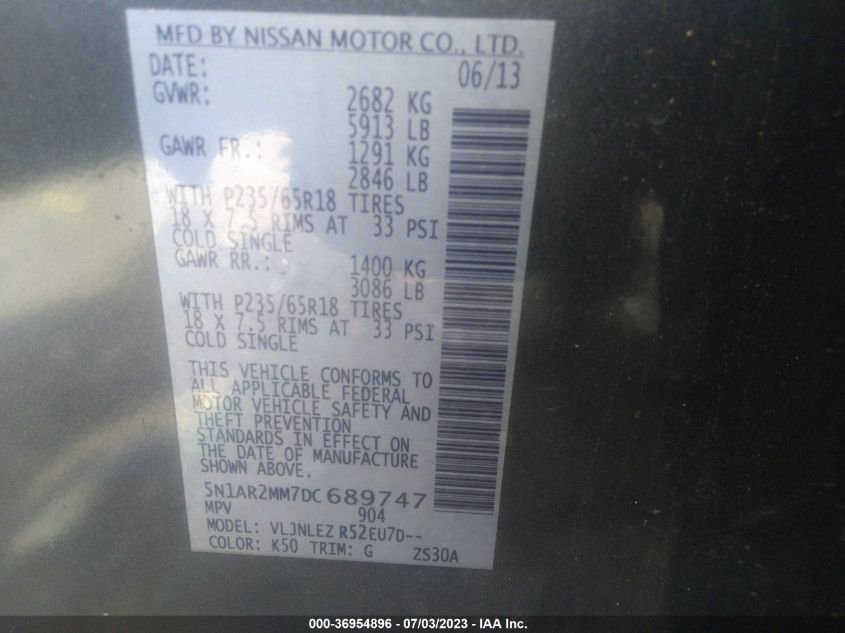 MFD BY NISSAN MOTOR CO., LTD.
DATE: 06/13
GVWR: 2682 KG
5913 LB
GAWR FR.: 1291 KG
2846 LB
WITH P235/65R18 TIRES
18 X 7.5 RIMS AT 33 PSI
COLD SINGLE
GAWR RR.: 1400 KG
3086 LB
WITH P235/65R18 TIRES
18 X 7.5 RIMS AT 33 PSI
COLD SINGLE
THIS VEHICLE CONFORMS TO
ALL APPLICABLE FEDERAL
MOTOR VEHICLE SAFETY AND
THEFT PREVENTION
STANDARDS IN EFFECT ON
THE DATE OF MANUFACTURE
SHOWN ABOVE.
5N1AR2MM7DC689747
MPV 904
MODEL: VLJNLEZ R52EU7D--
COLOR: K50 TRIM: G ZS30A
000-36954896 - 07/03/2023 - IAA Inc.